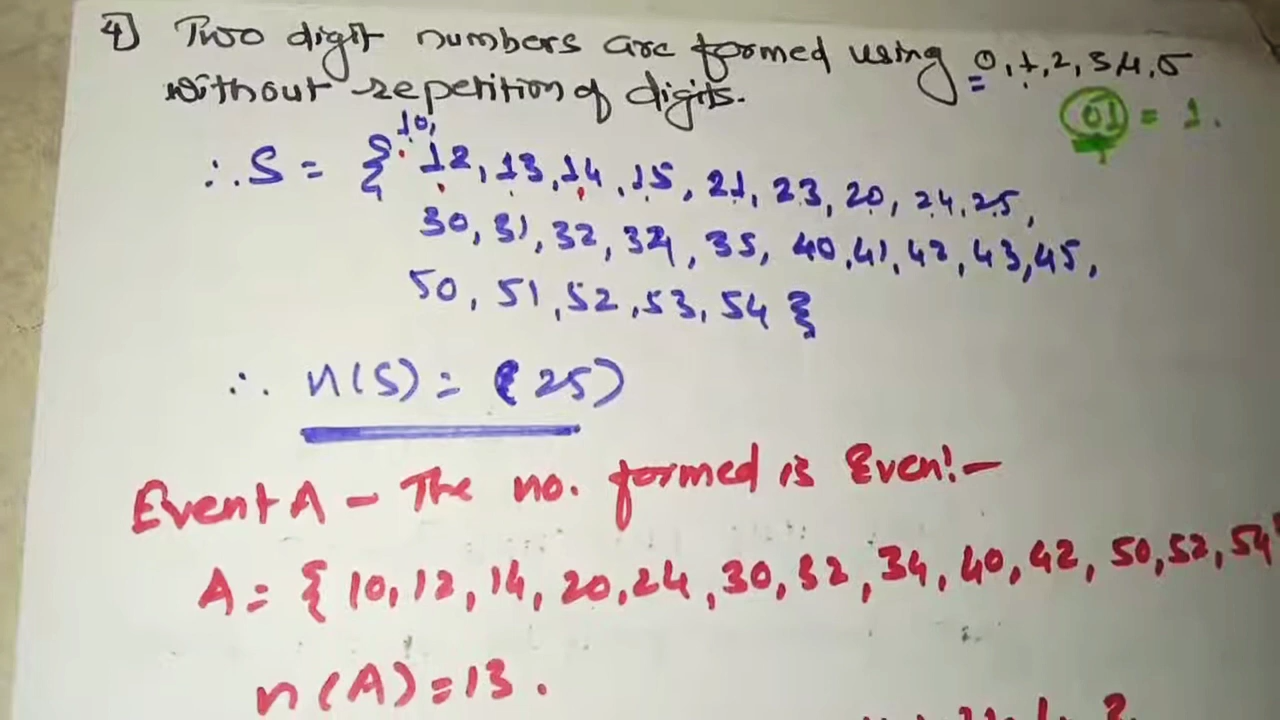 4] Two digit numbers are formed using 0,1,2,3,4,5
without repetition of digits.
01 = 1.
10,
∴ S = { 12, 13, 14, 15, 21, 23, 20, 24, 25,
30, 31, 32, 34, 35, 40, 41, 42, 43, 45,
50, 51, 52, 53, 54 }
∴ n(S) = (25)
Event A - The no. formed is Even:-
A = { 10, 12, 14, 20, 24, 30, 32, 34, 40, 42, 50, 52, 54
n(A) = 13.